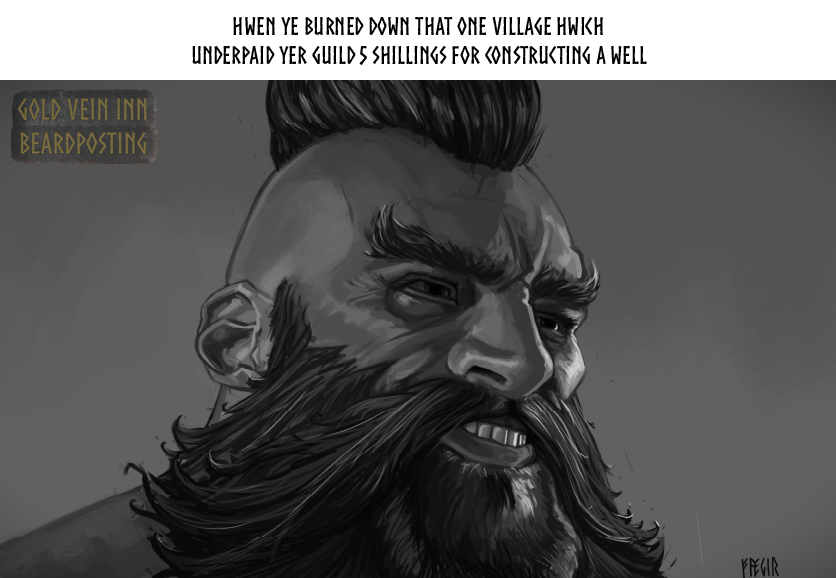 HWEN YE BURNED DOWN THAT ONE VILLAGE HWICH
UNDERPAID YER GUILD 5 SHILLINGS FOR CONSTRUCTING A WELL
GOLD VEIN INN
BEARDPOSTING
FÆGIR